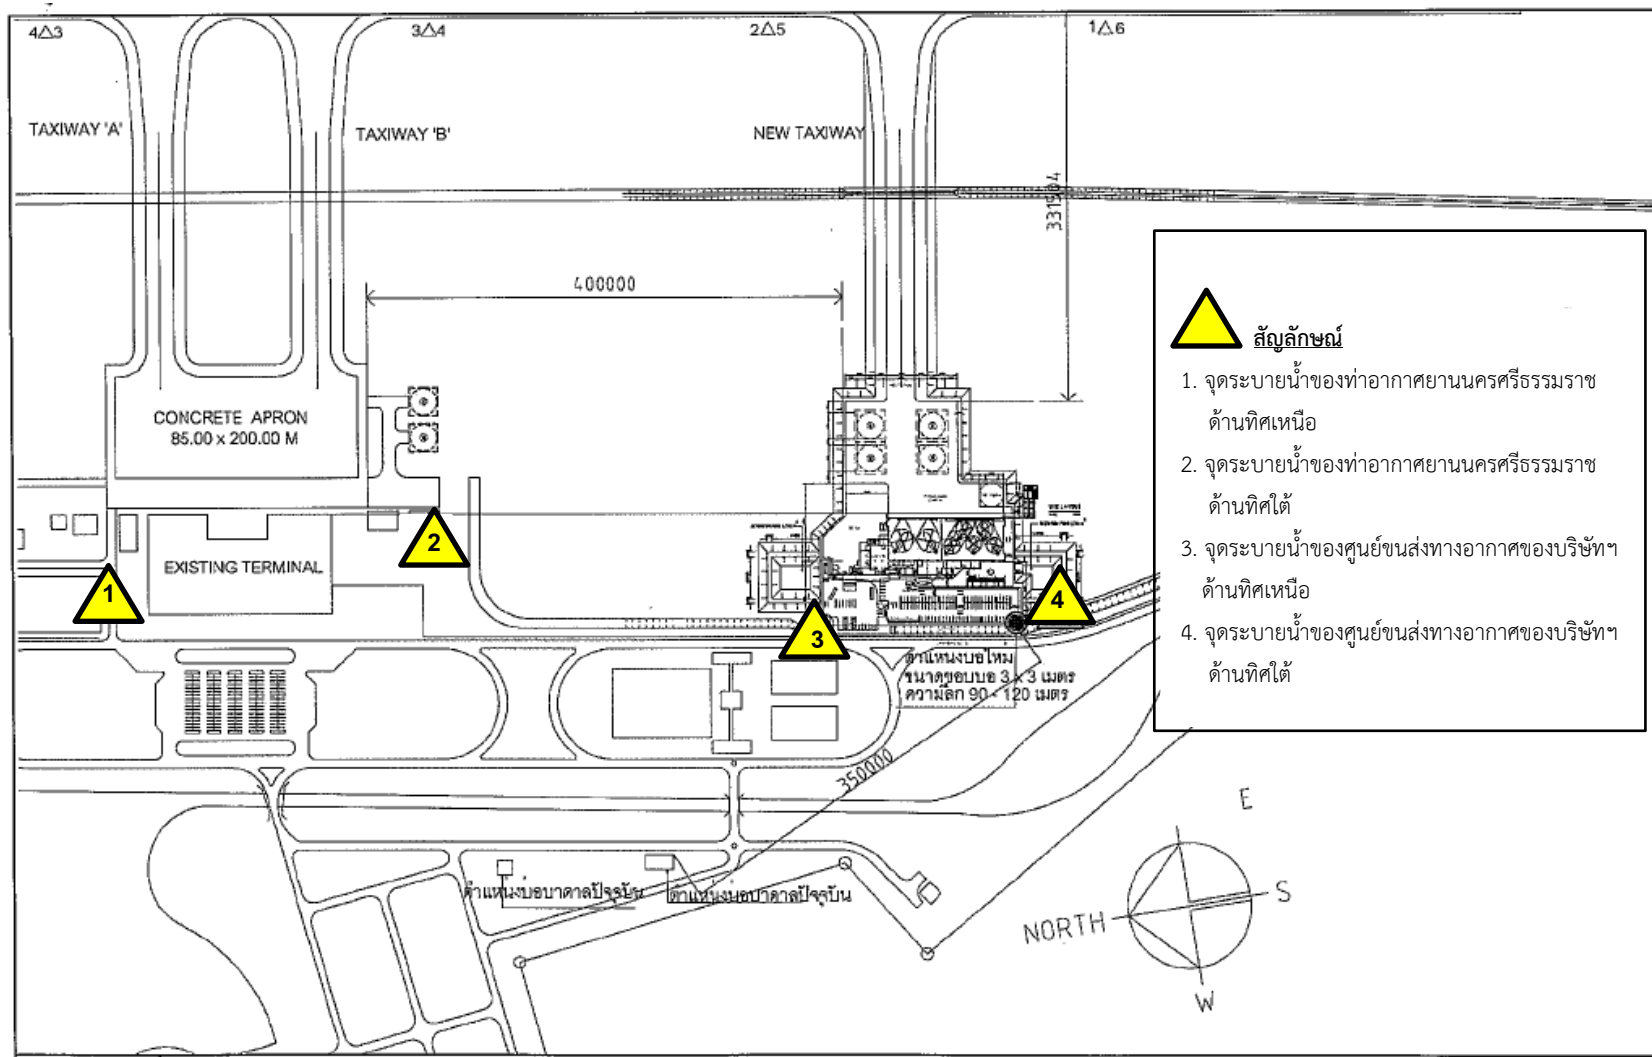 4△3
3△4
2△5
1△6
TAXIWAY 'A'
TAXIWAY 'B'
NEW TAXIWAY
331904
400000
CONCRETE APRON
85.00 x 200.00 M
EXISTING TERMINAL
1
2
3
4
ตำแหน่งบ่อใหม่
ขนาดขอบบ่อ 3 x 3 เมตร
ความลึก 90 - 120 เมตร
350000
ตำแหน่งบ่อบาดาลปัจจุบัน
ตำแหน่งบ่อบาดาลปัจจุบัน
สัญลักษณ์
1. จุดระบายน้ำของท่าอากาศยานนครศรีธรรมราช
ด้านทิศเหนือ
2. จุดระบายน้ำของท่าอากาศยานนครศรีธรรมราช
ด้านทิศใต้
3. จุดระบายน้ำของศูนย์ขนส่งทางอากาศของบริษัทฯ
ด้านทิศเหนือ
4. จุดระบายน้ำของศูนย์ขนส่งทางอากาศของบริษัทฯ
ด้านทิศใต้
E
S
NORTH
W